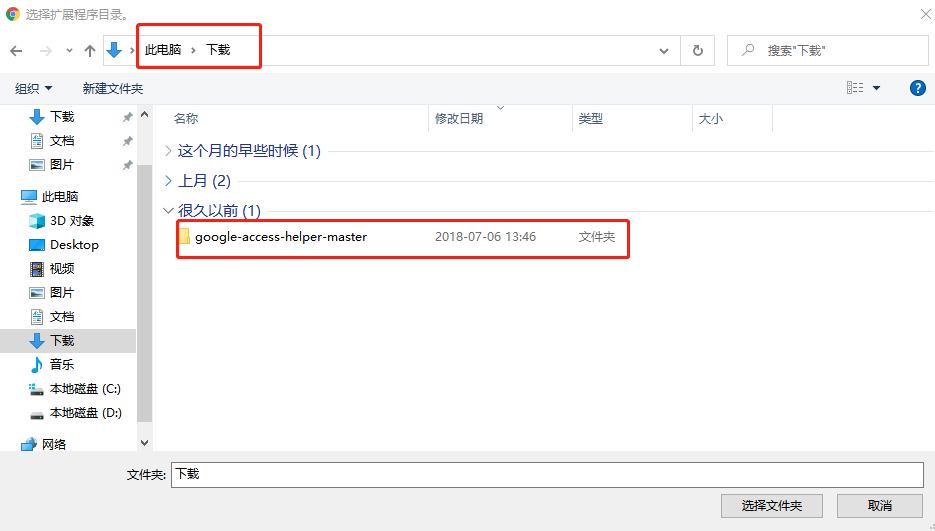 选择扩展程序目录。
此电脑 › 下载
搜索"下载"
组织 新建文件夹
下载
文档
图片
此电脑
3D 对象
Desktop
视频
图片
文档
下载
音乐
本地磁盘 (C:)
本地磁盘 (D:)
网络
名称 修改日期 类型 大小
这个月的早些时候 (1)
上月 (2)
很久以前 (1)
google-access-helper-master 2018-07-06 13:46 文件夹
文件夹: 下载
选择文件夹 取消